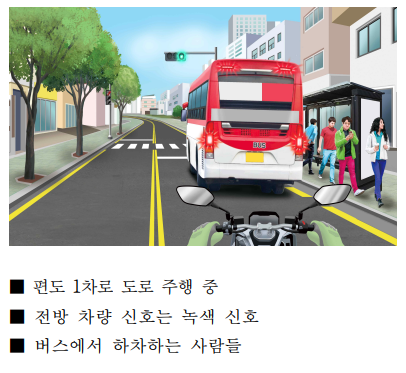 BUS
■ 편도 1차로 도로 주행 중
■ 전방 차량 신호는 녹색 신호
■ 버스에서 하차하는 사람들